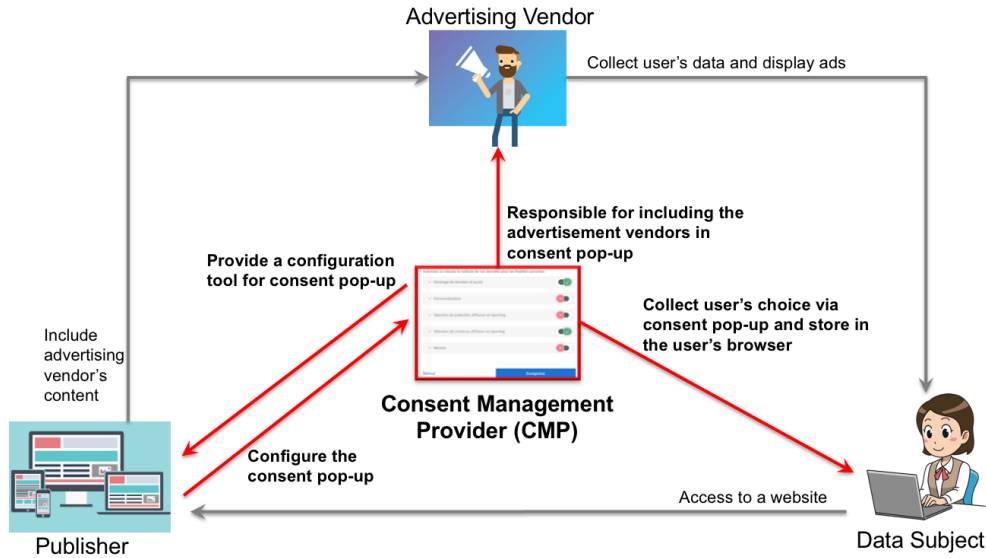 Advertising Vendor
Collect user's data and display ads
Responsible for including the
advertisement vendors in
consent pop-up
Provide a configuration
tool for consent pop-up
Collect user's choice via
consent pop-up and store in
the user's browser
Include
advertising
vendor's
content
Consent Management
Provider (CMP)
Configure the
consent pop-up
Access to a website
Publisher
Data Subject